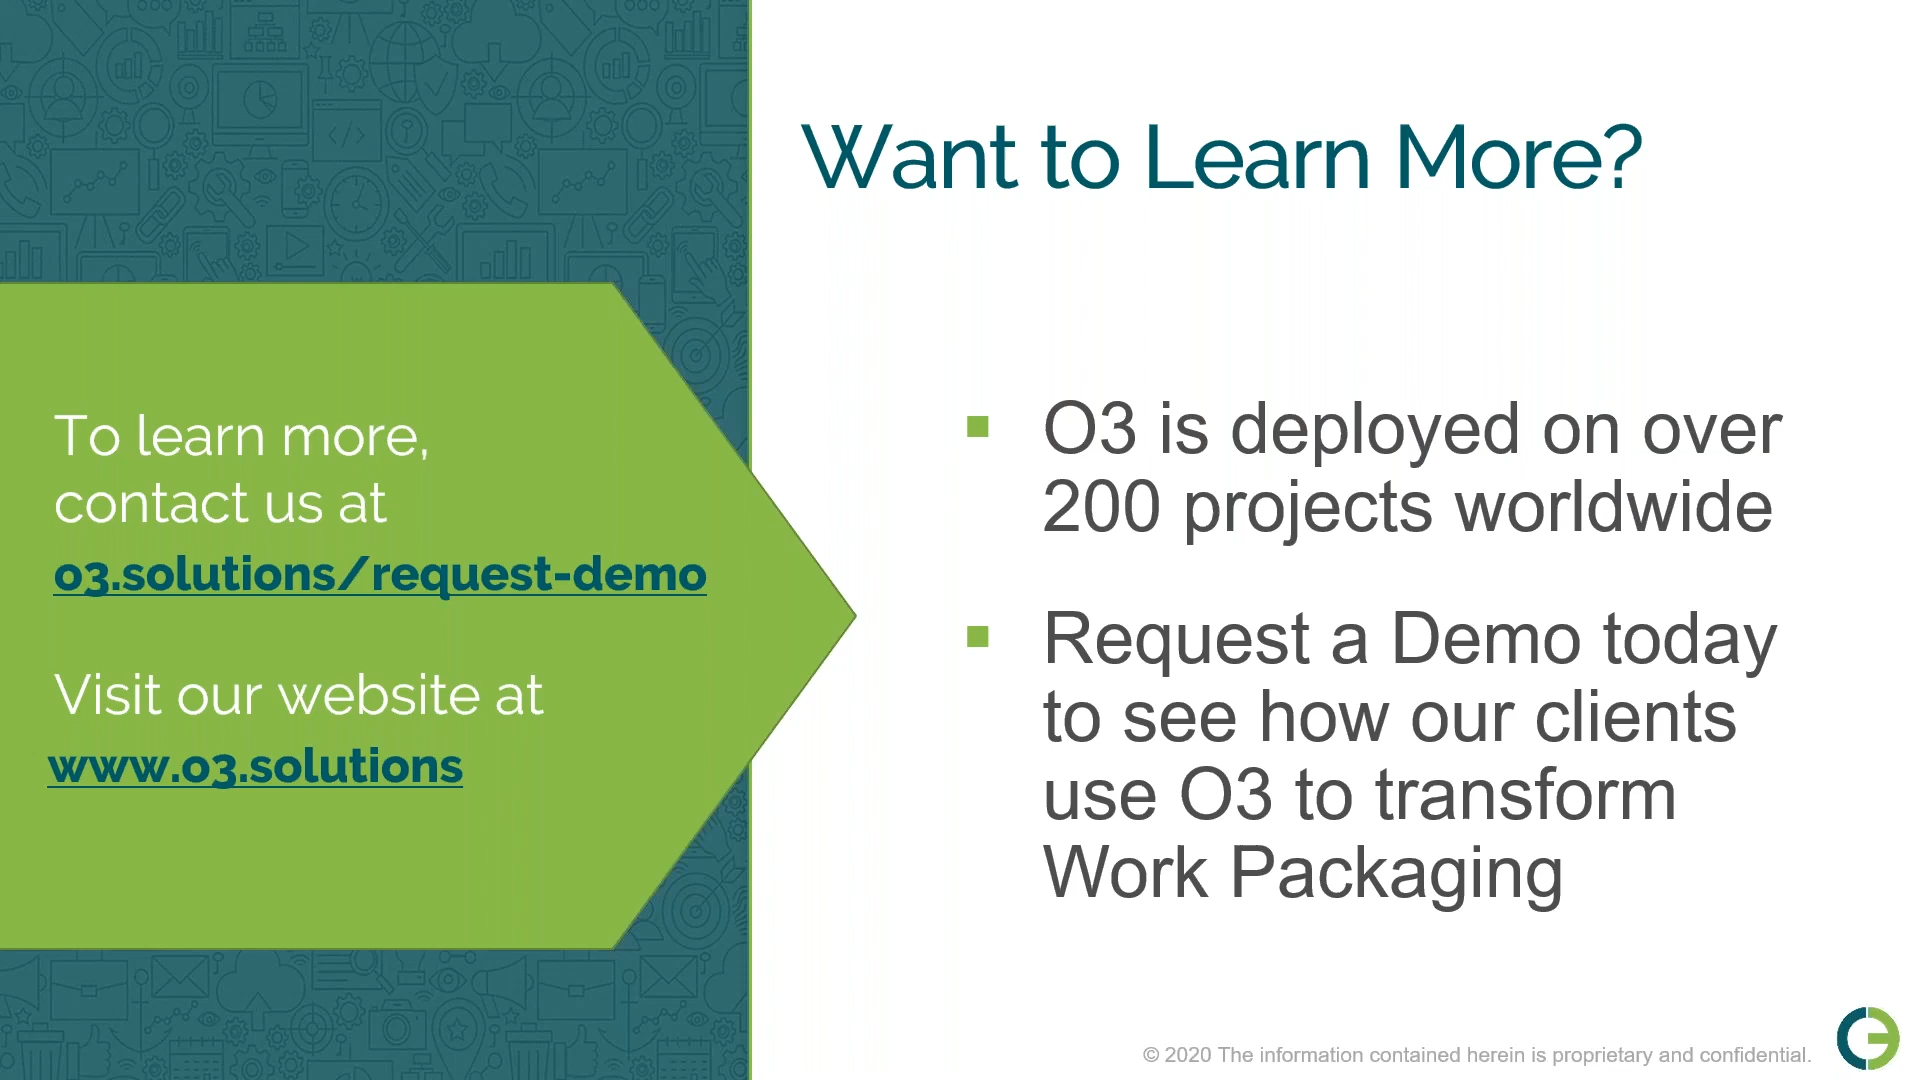 Want to Learn More?
To learn more,
contact us at
o3.solutions/request-demo
Visit our website at
www.o3.solutions
O3 is deployed on over
200 projects worldwide
Request a Demo today
to see how our clients
use O3 to transform
Work Packaging
© 2020 The information contained herein is proprietary and confidential.